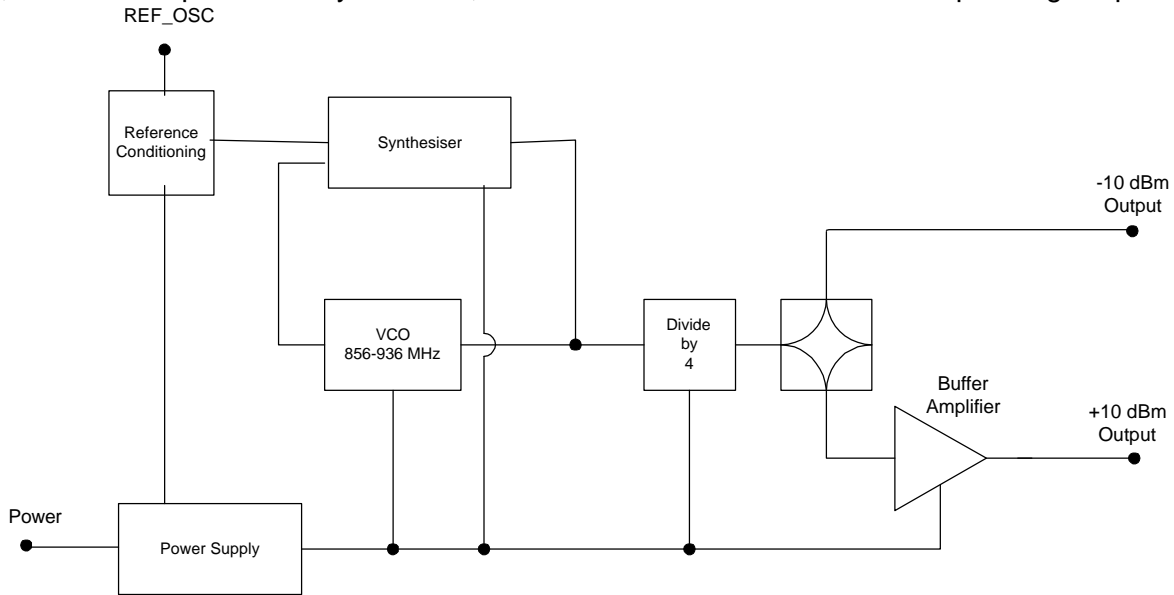 REF_OSC
Reference
Conditioning
Synthesiser
-10 dBm
Output
VCO
856-936 MHz
Divide
by
4
Buffer
Amplifier
+10 dBm
Output
Power
Power Supply